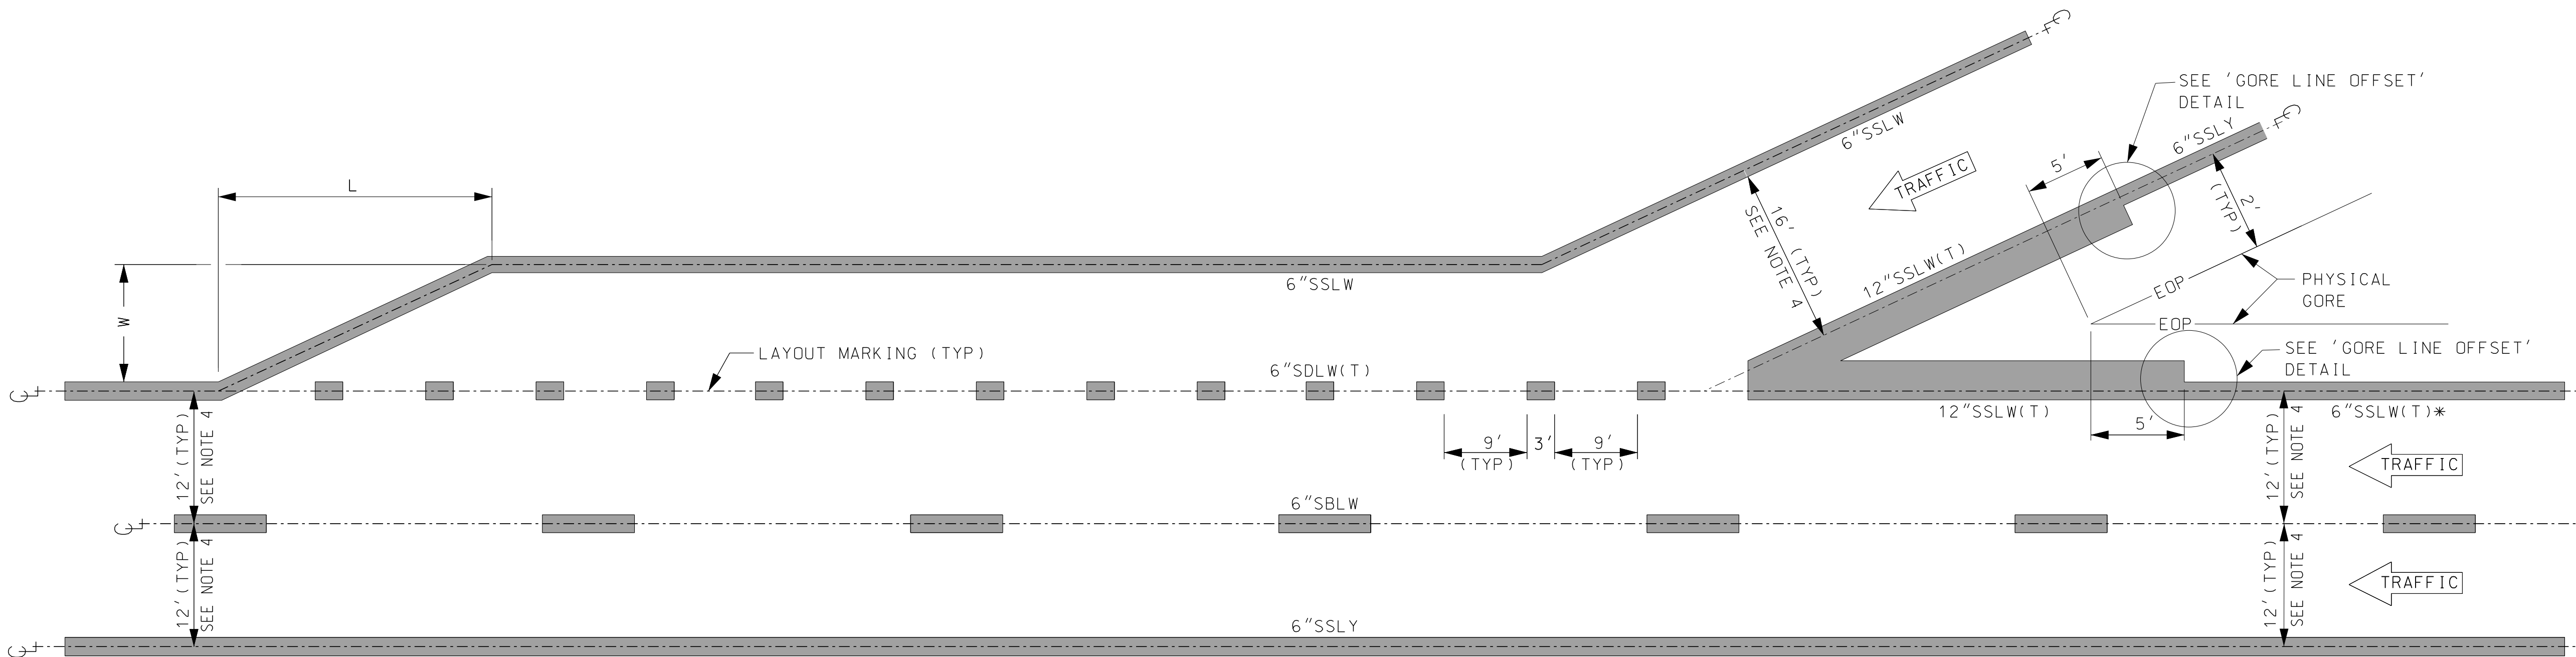 SEE 'GORE LINE OFFSET'
DETAIL
6"SSLW
6"SSLY
5'
TRAFFIC
2'
(TYP)
L
16' (TYP)
SEE NOTE 4
12"SSLW(T)
PHYSICAL
GORE
EOP
EOP
6"SSLW
W
LAYOUT MARKING (TYP)
SEE 'GORE LINE OFFSET'
DETAIL
6"SDLW(T)
12"SSLW(T)
6"SSLW(T)*
5'
9'
(TYP)
3'
9'
(TYP)
12'(TYP)
SEE NOTE 4
12'(TYP)
SEE NOTE 4
TRAFFIC
6"SBLW
12'(TYP)
SEE NOTE 4
12'(TYP)
SEE NOTE 4
TRAFFIC
6"SSLY